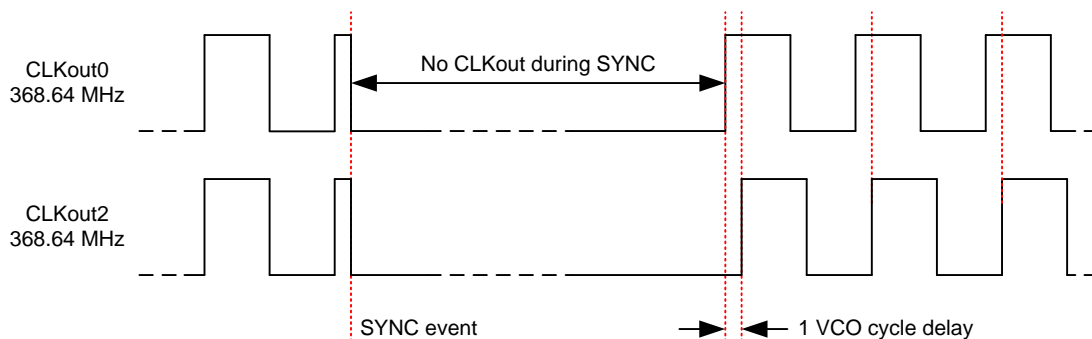 CLKout0
368.64 MHz
No CLKout during SYNC
CLKout2
368.64 MHz
SYNC event
1 VCO cycle delay